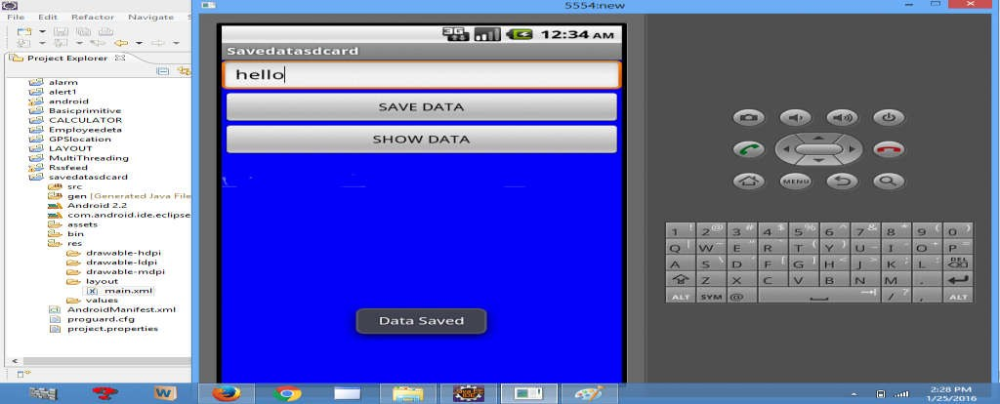 5554:new
File Edit Refactor Navigate S
Project Explorer
alarm
alert1
android
Basicprimitive
CALCULATOR
Employeedeta
GPSlocation
LAYOUT
MultiThreading
Rssfeed
savedatasdcard
src
gen [Generated Java File
Android 2.2
com.android.ide.eclipse
assets
bin
res
drawable-hdpi
drawable-ldpi
drawable-mdpi
layout
main.xml
values
AndroidManifest.xml
proguard.cfg
project.properties
3G 12:34 AM
Savedatasdcard
hello
SAVE DATA
SHOW DATA
Data Saved
MENU
1 ! 2 @ 3 # 4 $ 5 % 6 ^ 7 & 8 * 9 ( 0 )
Q W E R T Y U I O P
A S D F G H J K L DEL
Z X C V B N M .
ALT SYM @ / ? , ALT
2:28 PM
1/25/2016